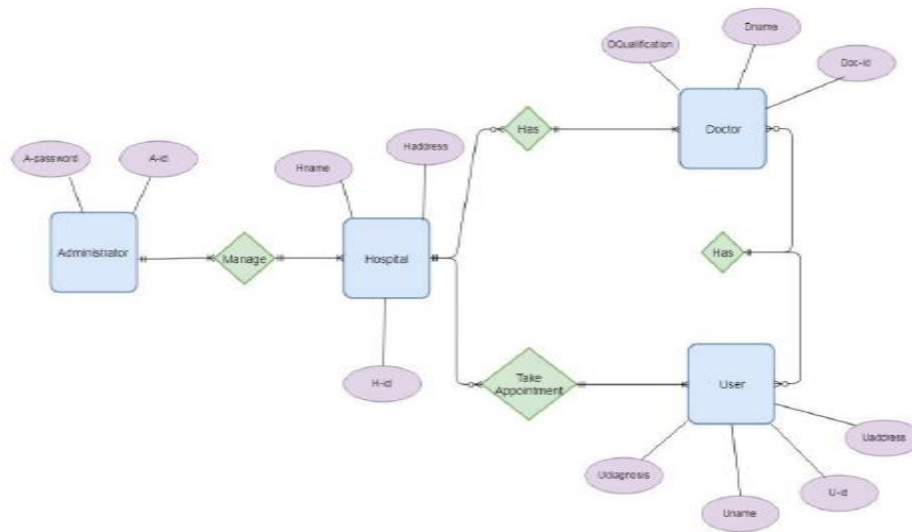 Dname
DQualification
Doc-id
Doctor
Has
A-password
A-id
Haddress
Hname
Administrator
Manage
Hospital
Has
H-id
Take
Appointment
User
Uaddress
Udiagnosis
U-id
Uname